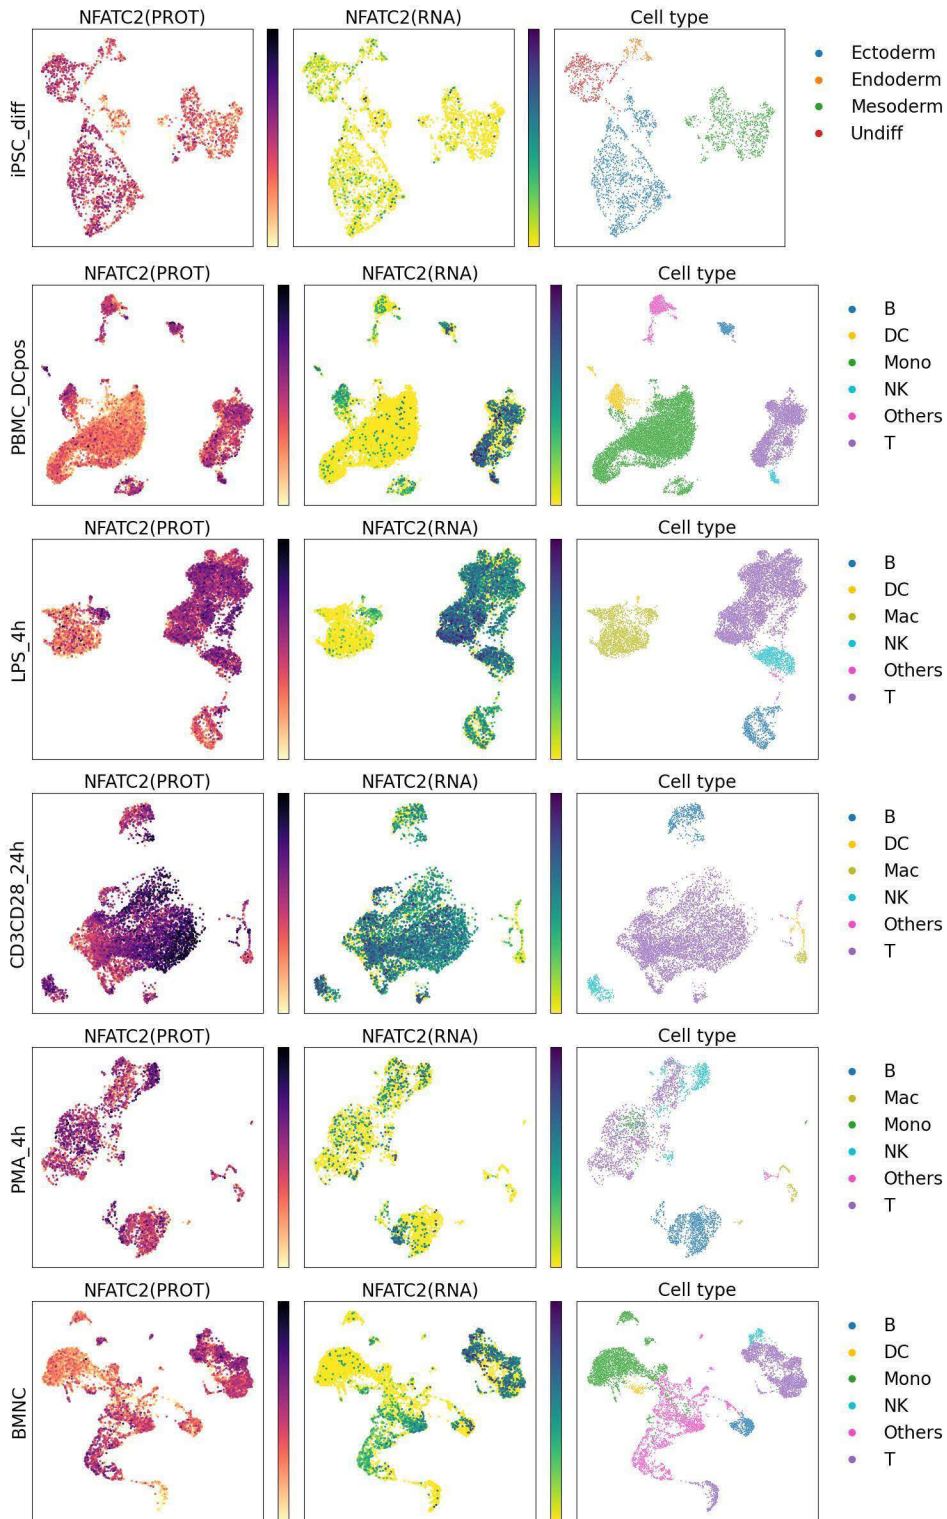 NFATC2(PROT) NFATC2(RNA) Cell type
iPSC_diff
Ectoderm
Endoderm
Mesoderm
Undiff
NFATC2(PROT) NFATC2(RNA) Cell type
PBMC_DCpos
B
DC
Mono
NK
Others
T
NFATC2(PROT) NFATC2(RNA) Cell type
LPS_4h
B
DC
Mac
NK
Others
T
NFATC2(PROT) NFATC2(RNA) Cell type
CD3CD28_24h
B
DC
Mac
NK
Others
T
NFATC2(PROT) NFATC2(RNA) Cell type
PMA_4h
B
Mac
Mono
NK
Others
T
NFATC2(PROT) NFATC2(RNA) Cell type
BMNC
B
DC
Mono
NK
Others
T